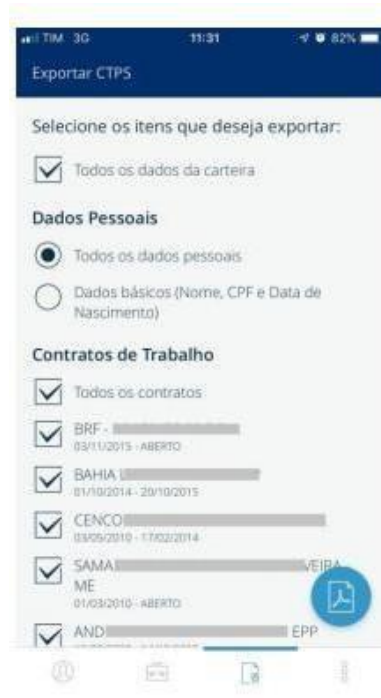 TIM 3G 11:31 82%
Exportar CTPS
Selecione os itens que deseja exportar:
Todos os dados da carteira
Dados Pessoais
Todos os dados pessoais
Dados básicos (Nome, CPF e Data de
Nascimento)
Contratos de Trabalho
Todos os contratos
BRF -
03/11/2015 - ABERTO
BAHIA
01/10/2014 - 20/10/2015
CENCO
03/05/2010 - 17/02/2014
SAMA VEIRA
ME
01/03/2010 - ABERTO
AND EPP